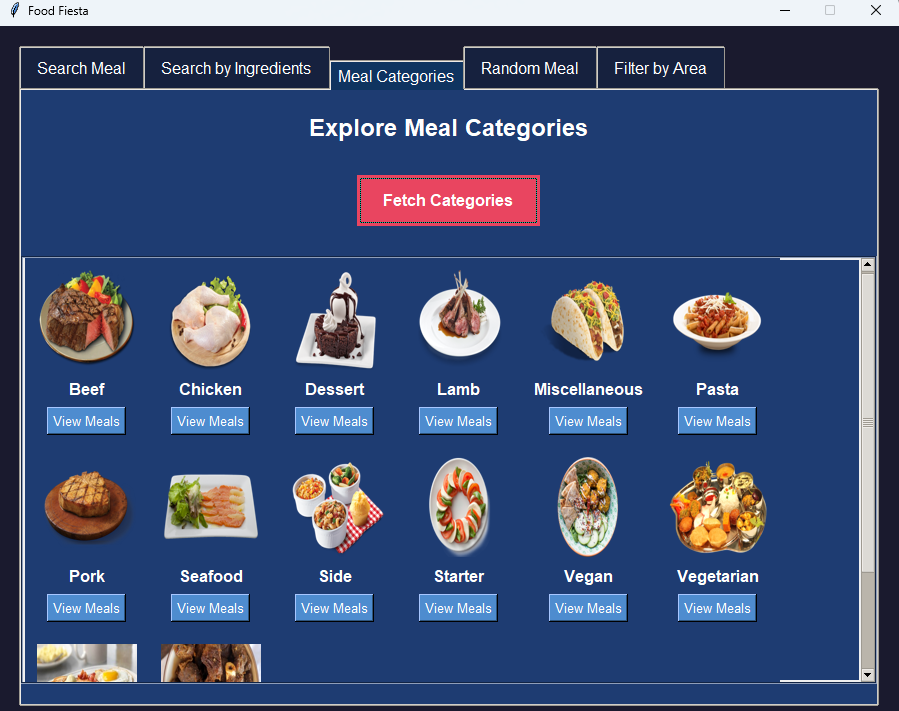 Food Fiesta
Search Meal Search by Ingredients Meal Categories Random Meal Filter by Area
Explore Meal Categories
Fetch Categories
Beef Chicken Dessert Lamb Miscellaneous Pasta
View Meals View Meals View Meals View Meals View Meals View Meals
Pork Seafood Side Starter Vegan Vegetarian
View Meals View Meals View Meals View Meals View Meals View Meals